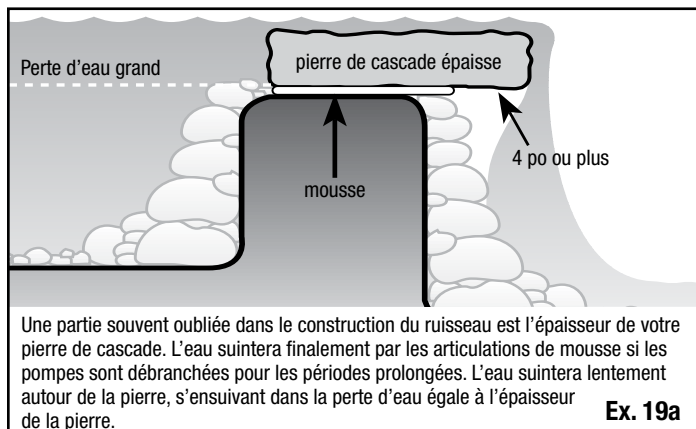 Perte d'eau grand
pierre de cascade épaisse
4 po ou plus
mousse
Une partie souvent oubliée dans le construction du ruisseau est l'épaisseur de votre
pierre de cascade. L'eau suintera finalement par les articulations de mousse si les
pompes sont débranchées pour les périodes prolongées. L'eau suintera lentement
autour de la pierre, s'ensuivant dans la perte d'eau égale à l'épaisseur
de la pierre.
Ex. 19a